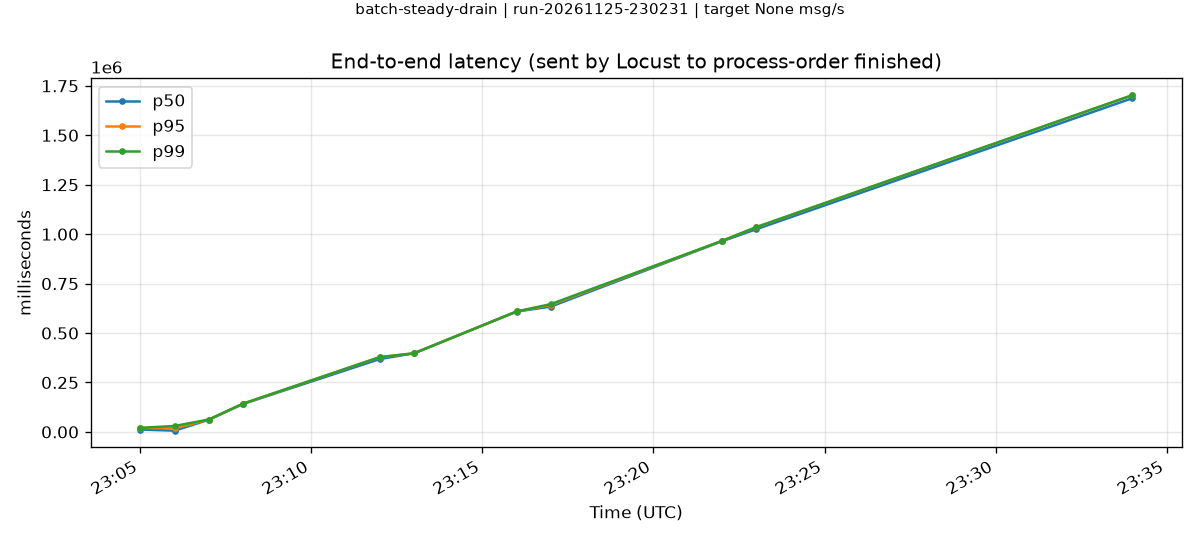 batch-steady-drain | run-20261125-230231 | target None msg/s
End-to-end latency (sent by Locust to process-order finished)
1e6
1.75
1.50
1.25
1.00
0.75
0.50
0.25
0.00
milliseconds
p50
p95
p99
23:05
23:10
23:15
23:20
23:25
23:30
23:35
Time (UTC)